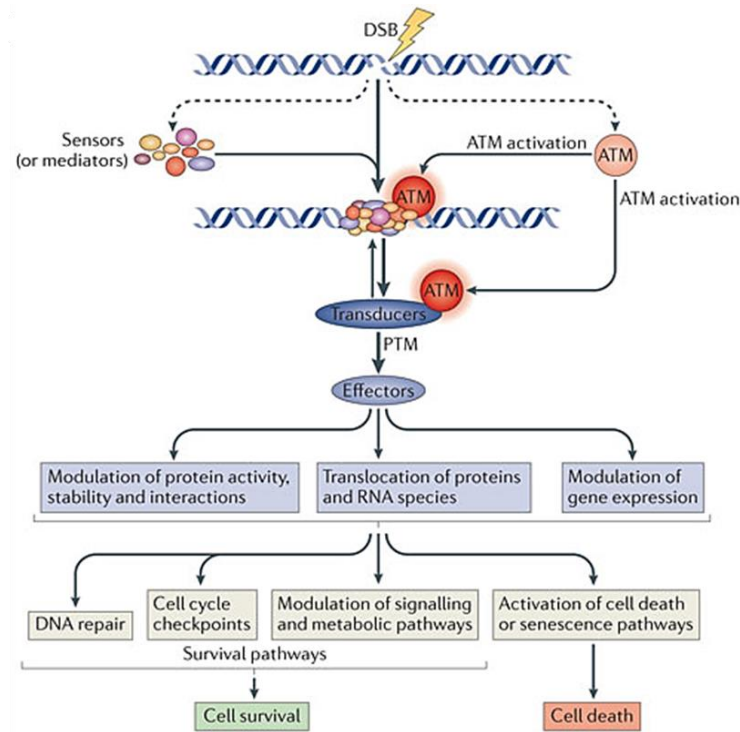 DSB
Sensors
(or mediators)
ATM activation
ATM
ATM activation
ATM
ATM
Transducers
PTM
Effectors
Modulation of protein activity,
stability and interactions
Translocation of proteins
and RNA species
Modulation of
gene expression
DNA repair
Cell cycle
checkpoints
Modulation of signalling
and metabolic pathways
Activation of cell death
or senescence pathways
Survival pathways
Cell survival
Cell death